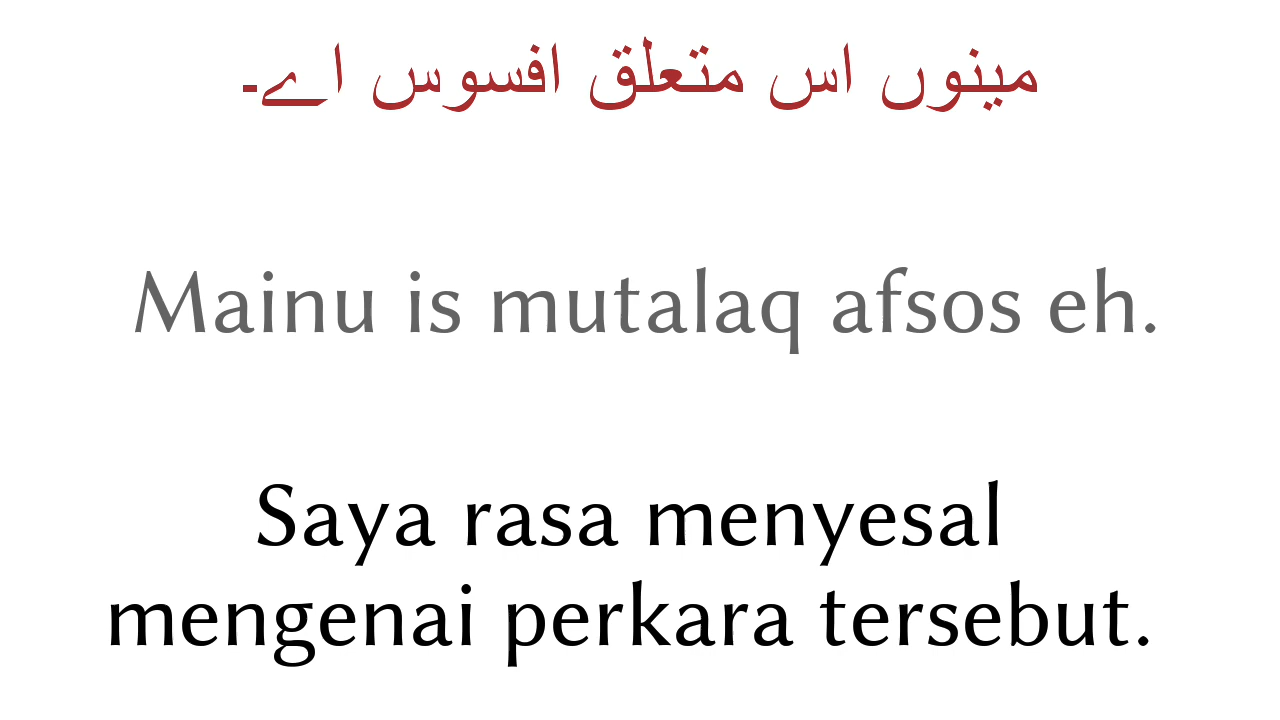 مینوں اس متعلق افسوس اے۔
Mainu is mutalaq afsos eh.
Saya rasa menyesal
mengenai perkara tersebut.